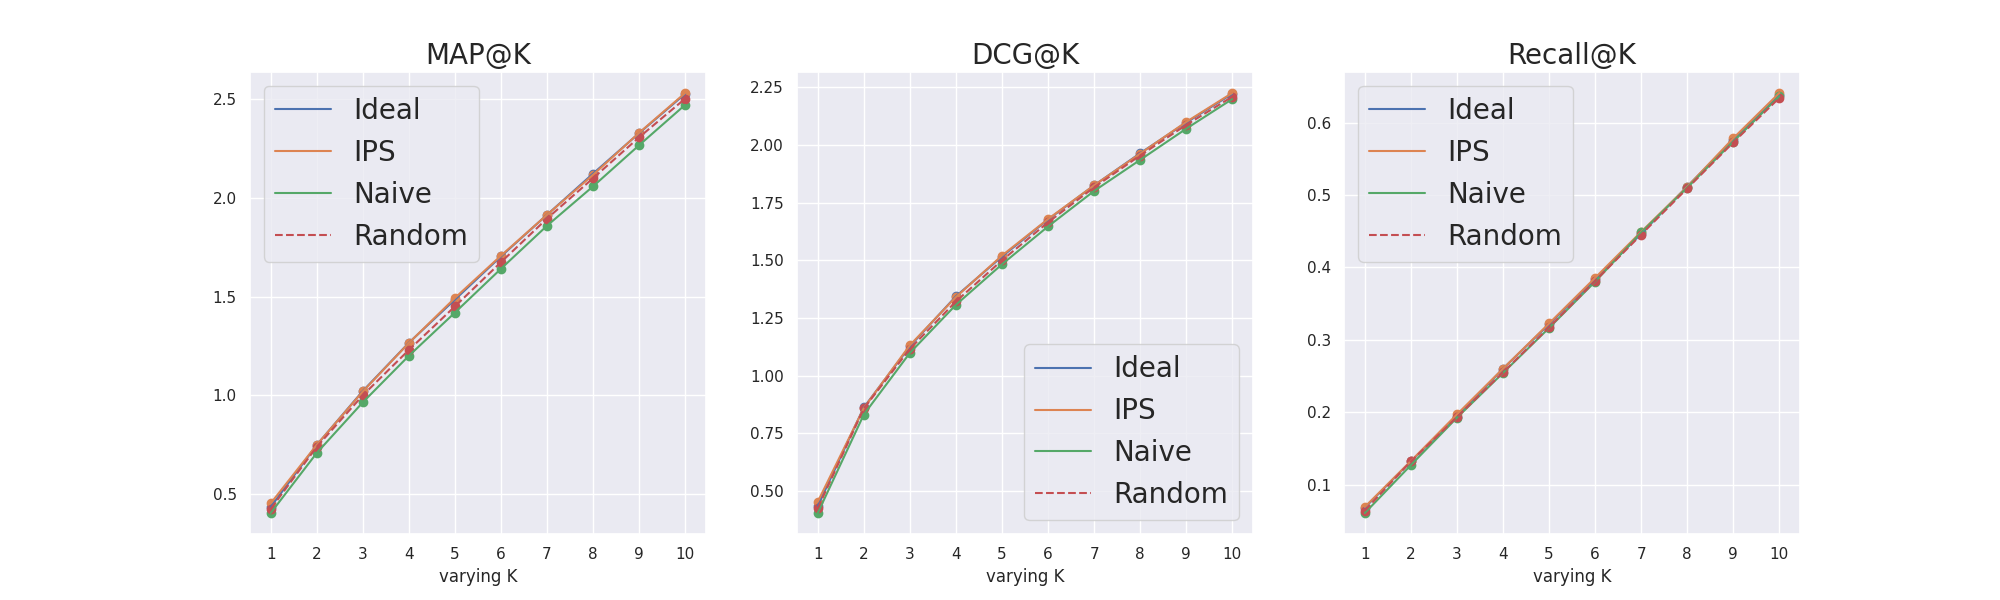 MAP@K
2.5
2.0
1.5
1.0
0.5
Ideal
IPS
Naive
Random
1 2 3 4 5 6 7 8 9 10
varying K
DCG@K
2.25
2.00
1.75
1.50
1.25
1.00
0.75
0.50
Ideal
IPS
Naive
Random
1 2 3 4 5 6 7 8 9 10
varying K
Recall@K
0.6
0.5
0.4
0.3
0.2
0.1
Ideal
IPS
Naive
Random
1 2 3 4 5 6 7 8 9 10
varying K